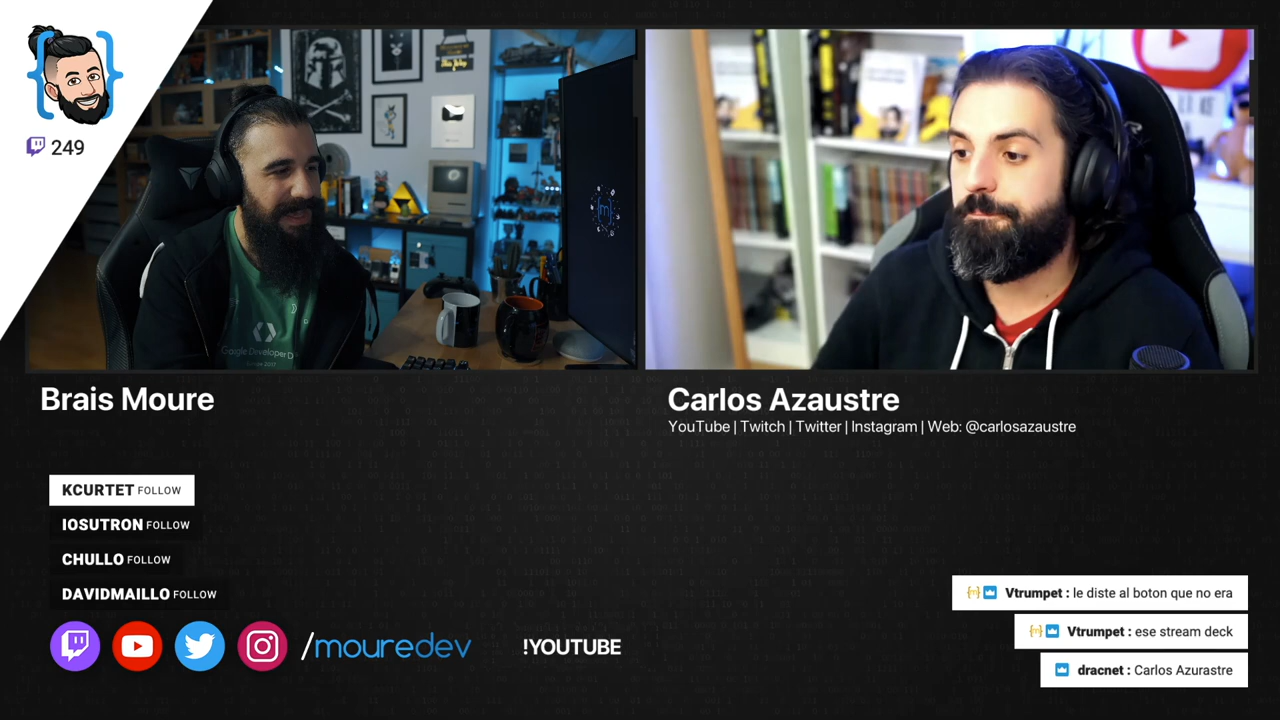 249
Brais Moure
Carlos Azaustre
YouTube | Twitch | Twitter | Instagram | Web: @carlosazaustre
KCURTET FOLLOW
IOSUTRON FOLLOW
CHULLO FOLLOW
DAVIDMAILLO FOLLOW
/mouredev
!YOUTUBE
{m} Vtrumpet : le diste al boton que no era
{m} Vtrumpet : ese stream deck
dracnet : Carlos Azurastre